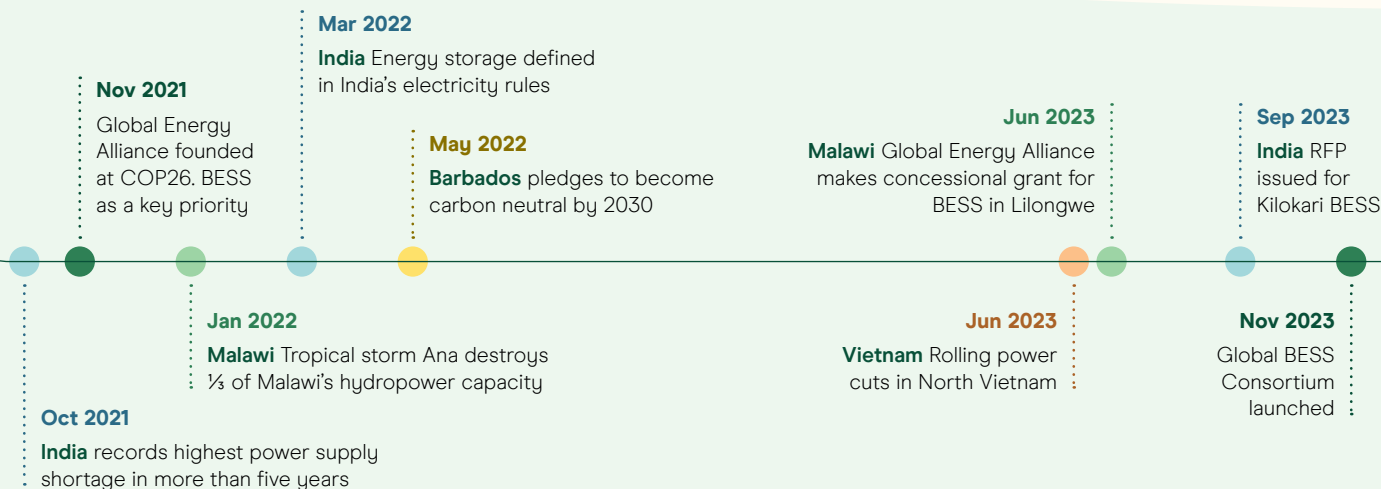 Mar 2022
India Energy storage defined
in India's electricity rules
Nov 2021
Global Energy
Alliance founded
at COP26. BESS
as a key priority
May 2022
Barbados pledges to become
carbon neutral by 2030
Jun 2023
Malawi Global Energy Alliance
makes concessional grant for
BESS in Lilongwe
Sep 2023
India RFP
issued for
Kilokari BESS
Jan 2022
Malawi Tropical storm Ana destroys
⅓ of Malawi's hydropower capacity
Jun 2023
Vietnam Rolling power
cuts in North Vietnam
Nov 2023
Global BESS
Consortium
launched
Oct 2021
India records highest power supply
shortage in more than five years